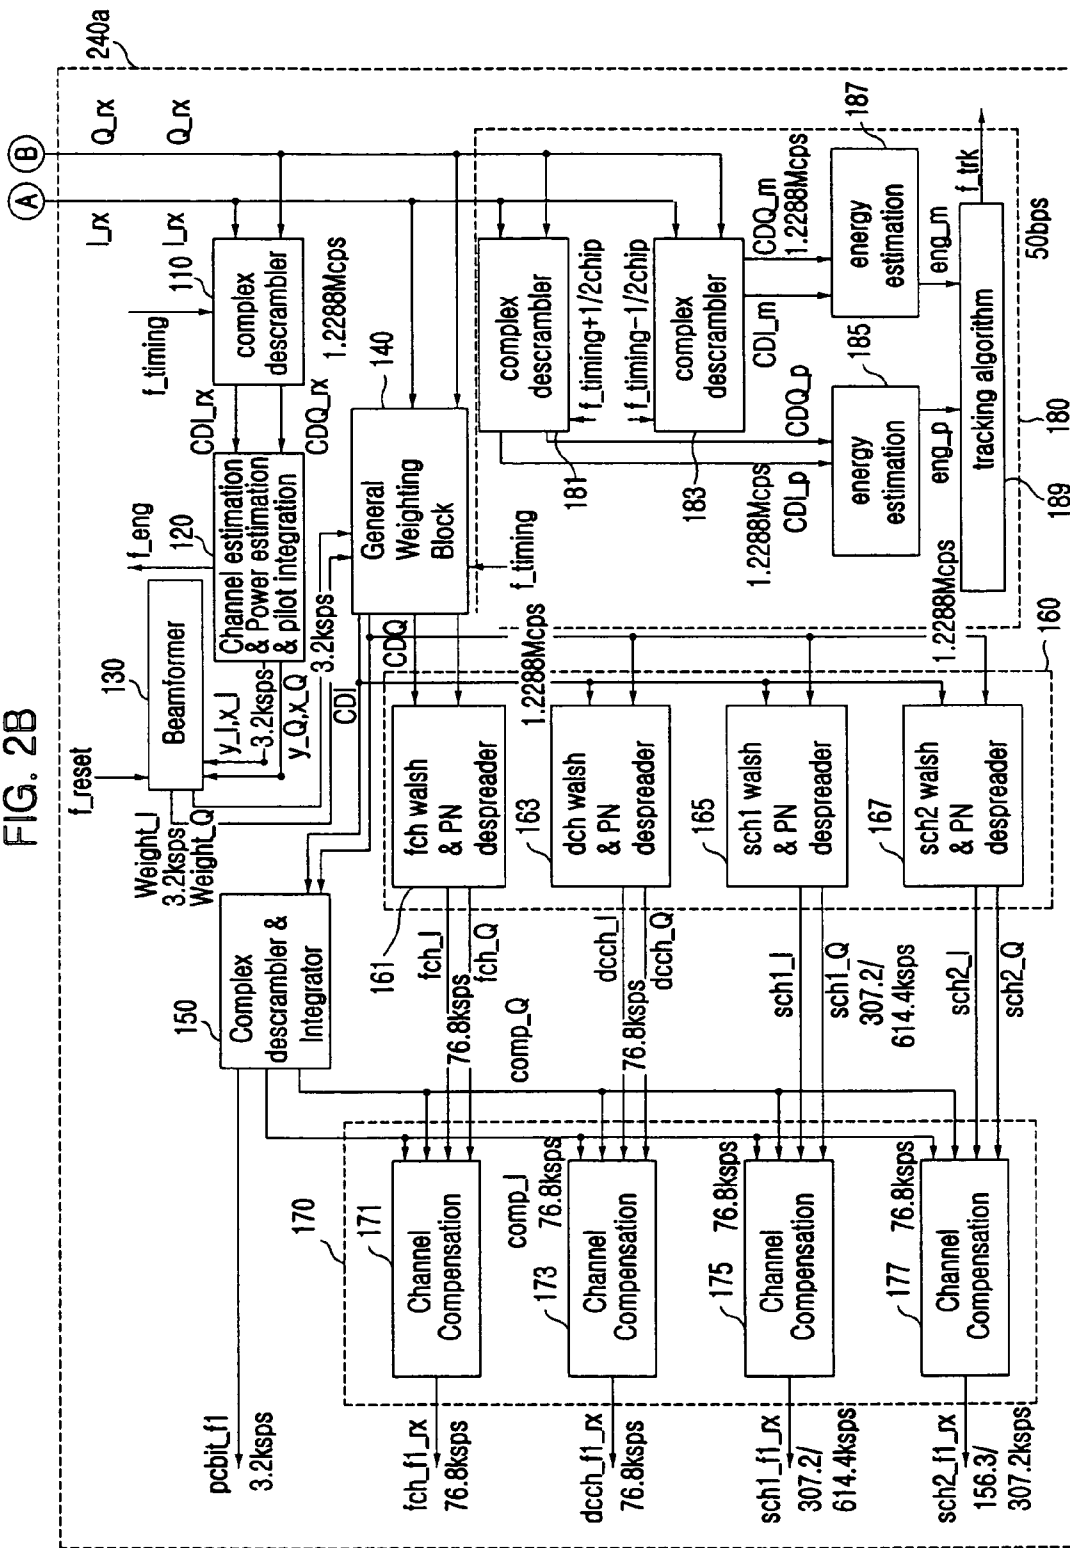 FIG. 2B
240a
A
B
I_rx
Q_rx
I_rx
Q_rx
110
f_timing
complex
descrambler
1.2288Mcps
CDI_rx
CDQ_rx
f_eng
120
Channel estimation
& Power estimation
& pilot integration
f_reset
130
Beamformer
y_I,x_I
3.2ksps
y_Q,x_Q
Weight_I
3.2ksps
Weight_Q
3.2ksps
140
General
Weighting
Block
f_timing
CDI
CDQ
1.2288Mcps
150
Complex
descrambler &
Integrator
pcbit_f1
3.2ksps
160
161
fch walsh
& PN
despreader
1.2288Mcps
163
dch walsh
& PN
despreader
165
sch1 walsh
& PN
despreader
1.2288Mcps
167
sch2 walsh
& PN
despreader
fch_I
fch_Q
76.8ksps
comp_Q
dcch_I
dcch_Q
76.8ksps
sch1_I
sch1_Q
307.2/
614.4ksps
sch2_I
sch2_Q
170
171
Channel
Compensation
comp_I
76.8ksps
173
Channel
Compensation
76.8ksps
175
Channel
Compensation
76.8ksps
177
Channel
Compensation
fch_f1_rx
76.8ksps
dcch_f1_rx
76.8ksps
sch1_f1_rx
307.2/
614.4ksps
sch2_f1_rx
156.3/
307.2ksps
180
complex
descrambler
181
f_timing+1/2chip
f_timing-1/2chip
complex
descrambler
183
CDI_p
CDQ_p
1.2288Mcps
CDI_m
CDQ_m
1.2288Mcps
185
energy
estimation
187
energy
estimation
eng_p
eng_m
tracking algorithm
189
f_trk
50bps